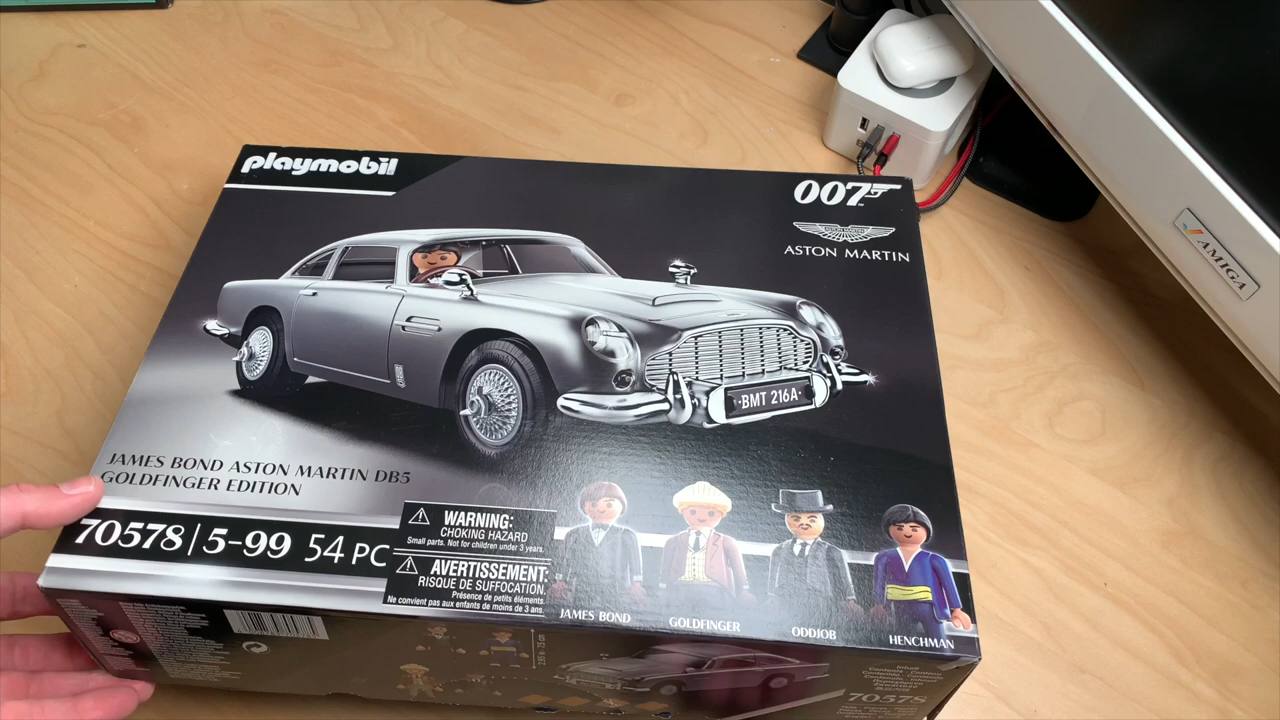 playmobil
007
ASTON MARTIN
ASTON MARTIN
AMIGA
BMT 216A
JAMES BOND ASTON MARTIN DB5
GOLDFINGER EDITION
70578 | 5-99 54 PC
WARNING:
CHOKING HAZARD
Small parts. Not for children under 3 years.
AVERTISSEMENT:
RISQUE DE SUFFOCATION.
Présence de petits éléments.
Ne convient pas aux enfants de moins de 3 ans.
JAMES BOND
GOLDFINGER
ODDJOB
HENCHMAN
70578